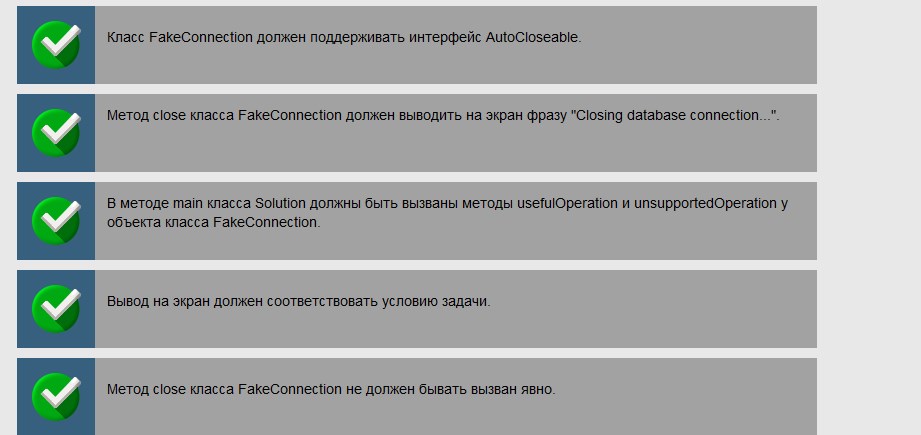 Класс FakeConnection должен поддерживать интерфейс AutoCloseable.
Метод close класса FakeConnection должен выводить на экран фразу "Closing database connection...".
В методе main класса Solution должны быть вызваны методы usefulOperation и unsupportedOperation у
объекта класса FakeConnection.
Вывод на экран должен соответствовать условию задачи.
Метод close класса FakeConnection не должен бывать вызван явно.